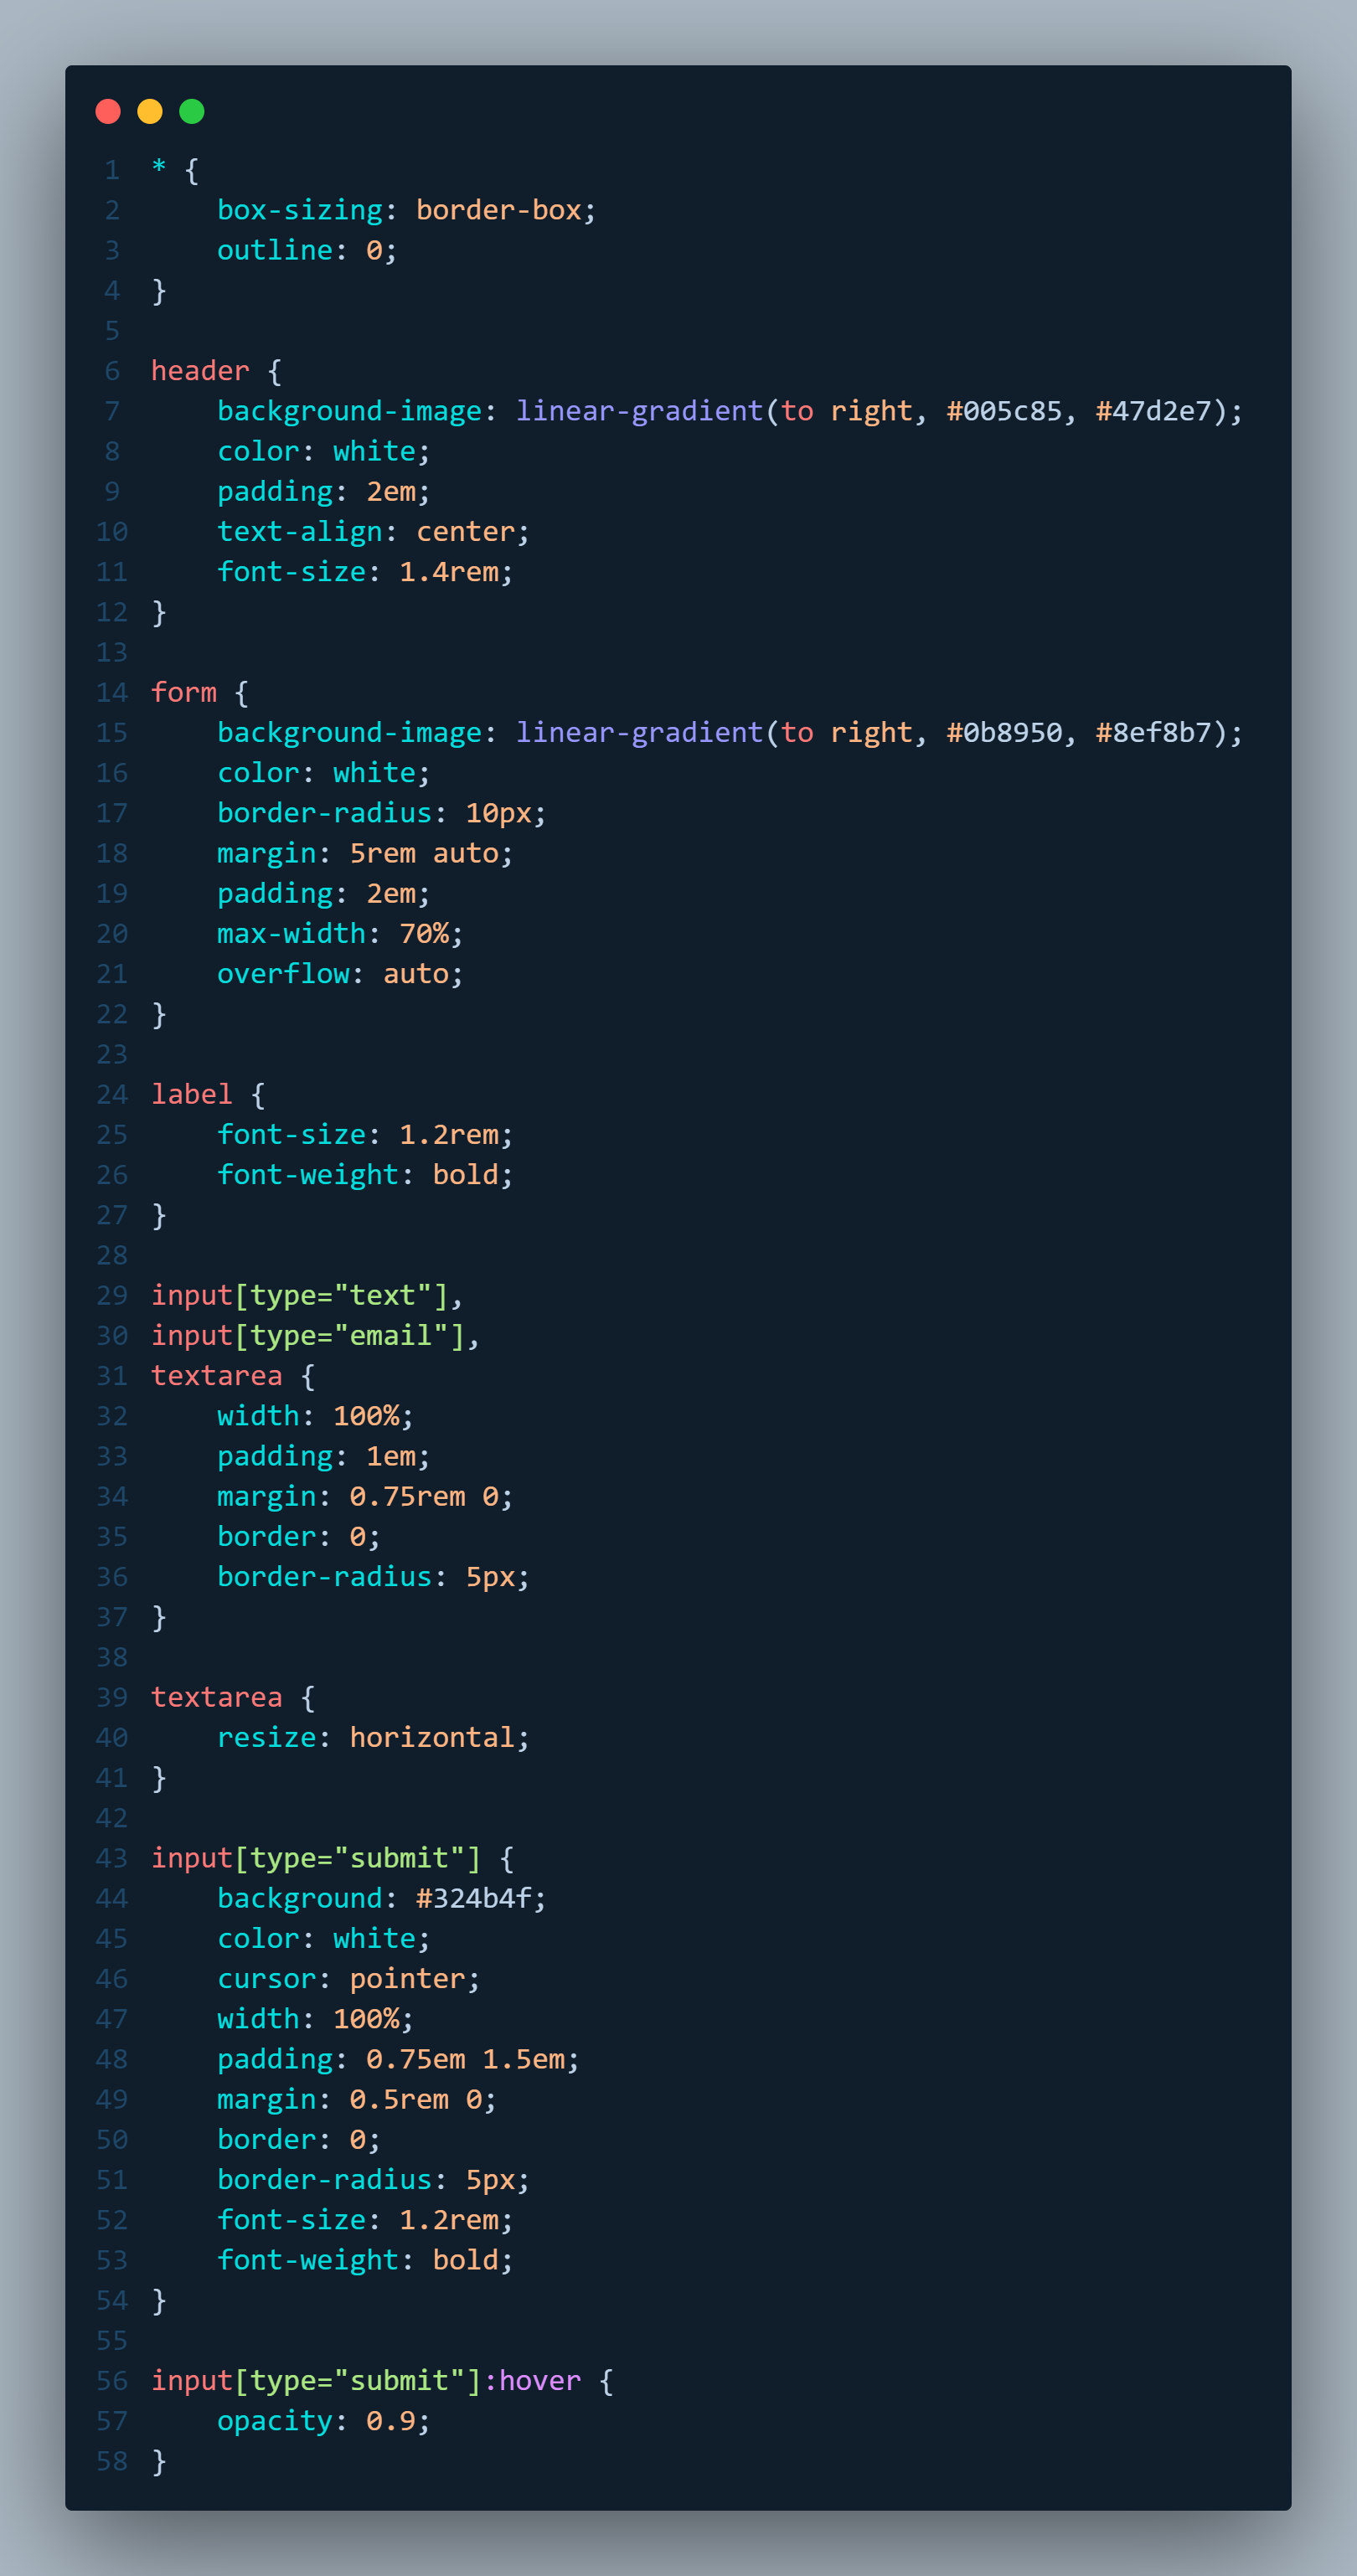 1 * {
2     box-sizing: border-box;
3     outline: 0;
4 }
5
6 header {
7     background-image: linear-gradient(to right, #005c85, #47d2e7);
8     color: white;
9     padding: 2em;
10     text-align: center;
11     font-size: 1.4rem;
12 }
13
14 form {
15     background-image: linear-gradient(to right, #0b8950, #8ef8b7);
16     color: white;
17     border-radius: 10px;
18     margin: 5rem auto;
19     padding: 2em;
20     max-width: 70%;
21     overflow: auto;
22 }
23
24 label {
25     font-size: 1.2rem;
26     font-weight: bold;
27 }
28
29 input[type="text"],
30 input[type="email"],
31 textarea {
32     width: 100%;
33     padding: 1em;
34     margin: 0.75rem 0;
35     border: 0;
36     border-radius: 5px;
37 }
38
39 textarea {
40     resize: horizontal;
41 }
42
43 input[type="submit"] {
44     background: #324b4f;
45     color: white;
46     cursor: pointer;
47     width: 100%;
48     padding: 0.75em 1.5em;
49     margin: 0.5rem 0;
50     border: 0;
51     border-radius: 5px;
52     font-size: 1.2rem;
53     font-weight: bold;
54 }
55
56 input[type="submit"]:hover {
57     opacity: 0.9;
58 }